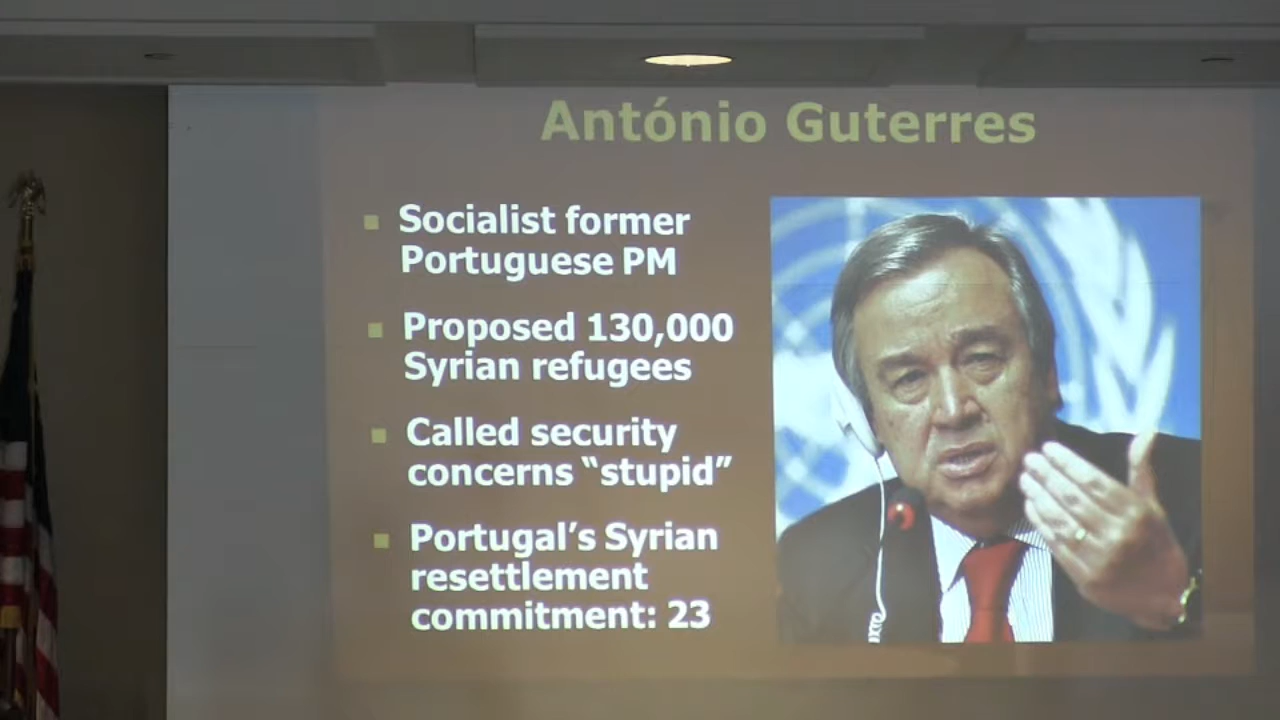 António Guterres
Socialist former
Portuguese PM
Proposed 130,000
Syrian refugees
Called security
concerns “stupid”
Portugal’s Syrian
resettlement
commitment: 23